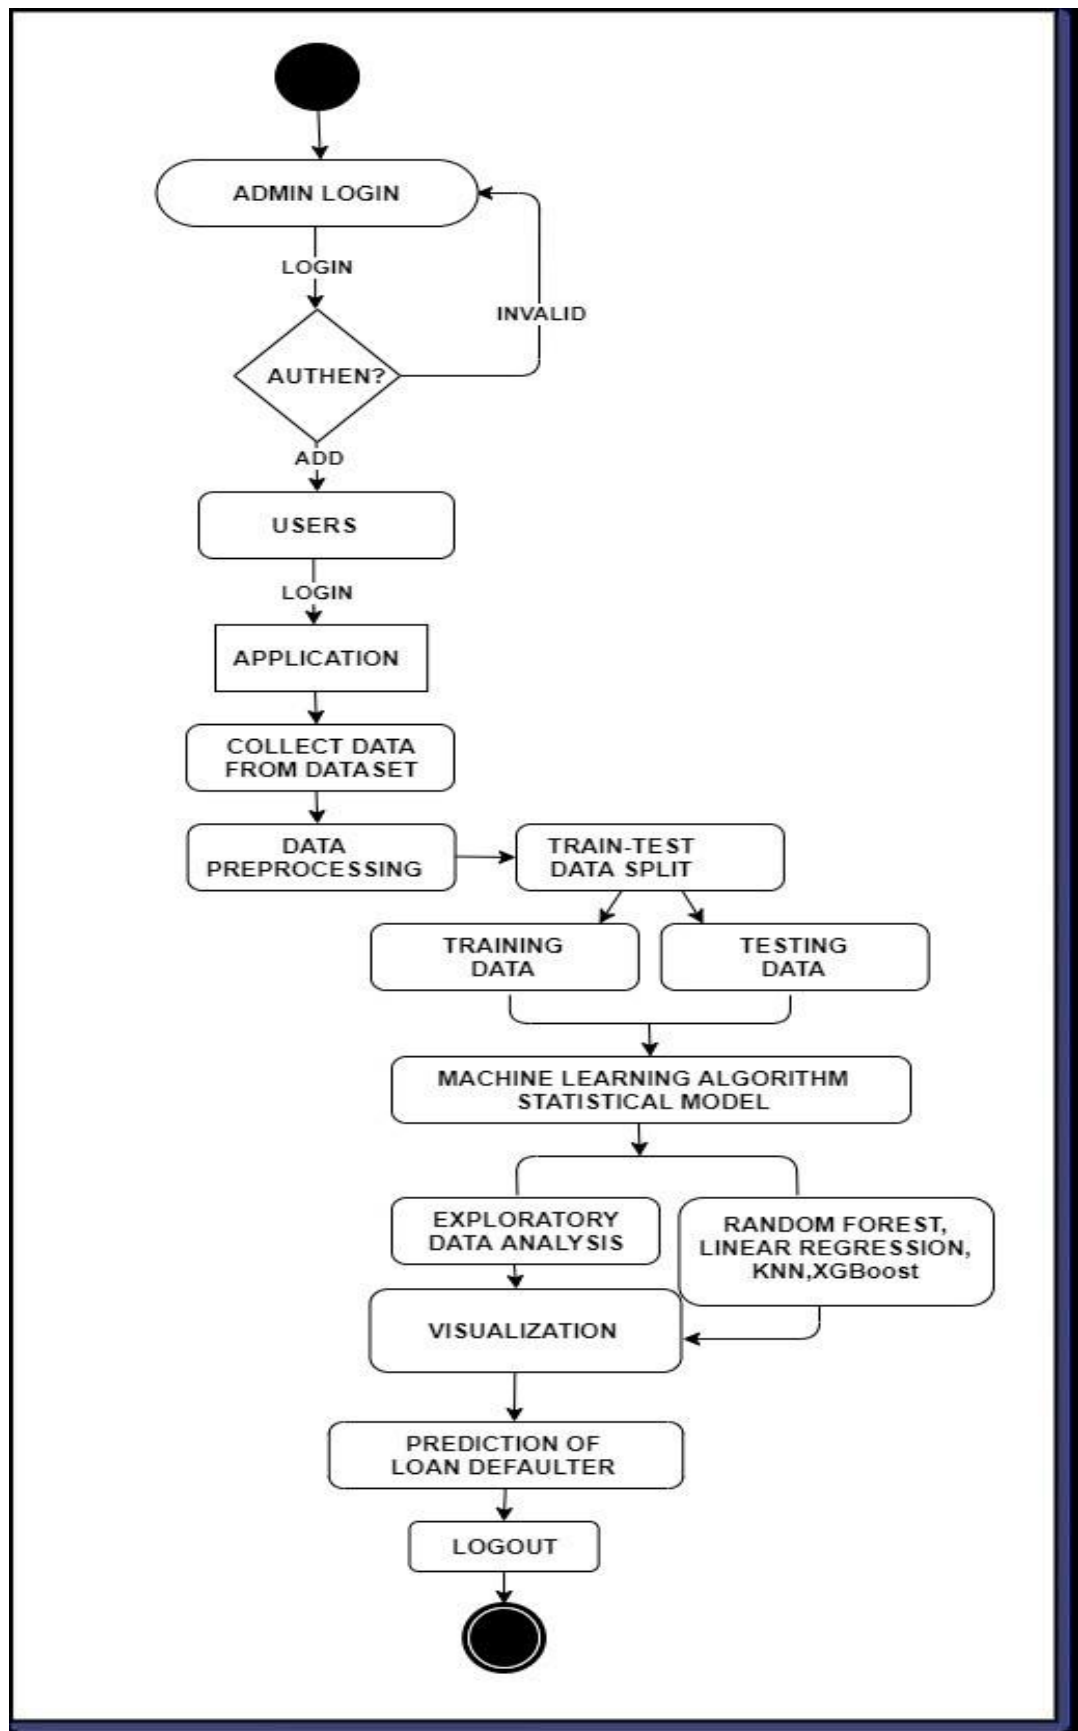 ADMIN LOGIN
LOGIN
INVALID
AUTHEN?
ADD
USERS
LOGIN
APPLICATION
COLLECT DATA
FROM DATASET
DATA
PREPROCESSING
TRAIN-TEST
DATA SPLIT
TRAINING
DATA
TESTING
DATA
MACHINE LEARNING ALGORITHM
STATISTICAL MODEL
EXPLORATORY
DATA ANALYSIS
RANDOM FOREST,
LINEAR REGRESSION,
KNN,XGBoost
VISUALIZATION
PREDICTION OF
LOAN DEFAULTER
LOGOUT